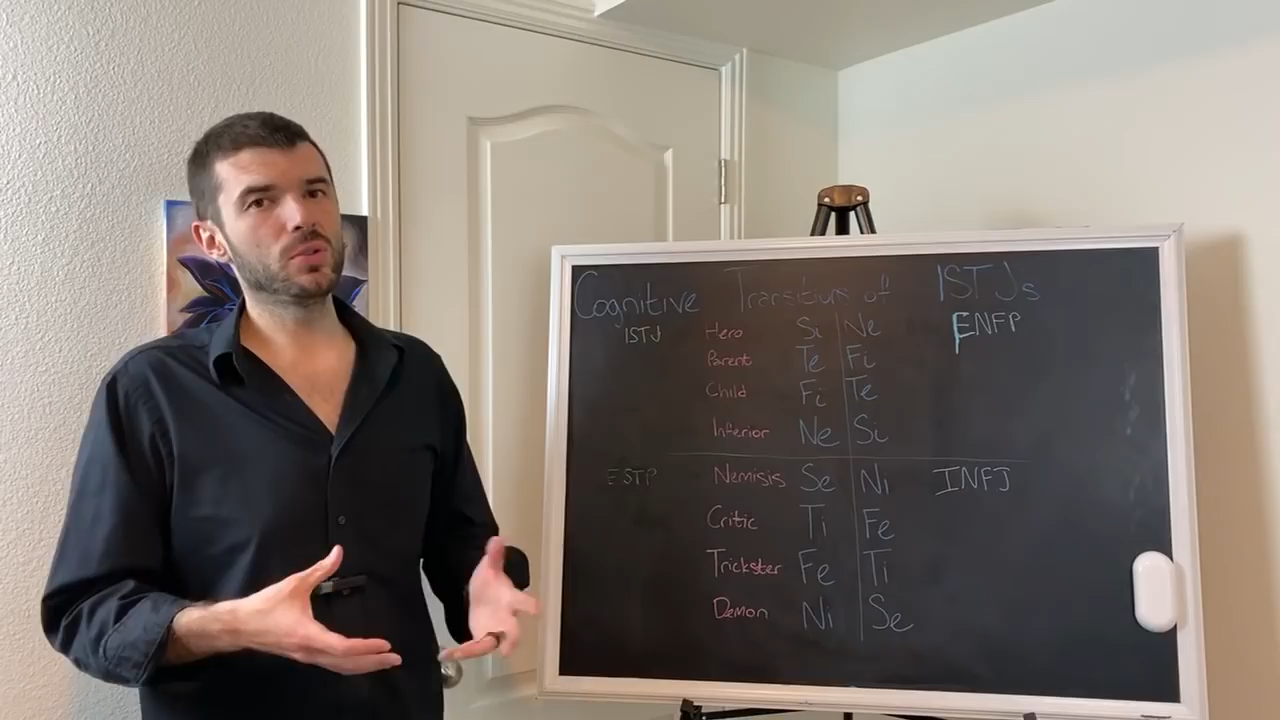 Cognitive Transitions of ISTJs
ISTJ Hero Si Ne ENFP
Parent Te Fi
Child Fi Te
Inferior Ne Si
ESTP Nemisis Se Ni INFJ
Critic Ti Fe
Trickster Fe Ti
Demon Ni Se